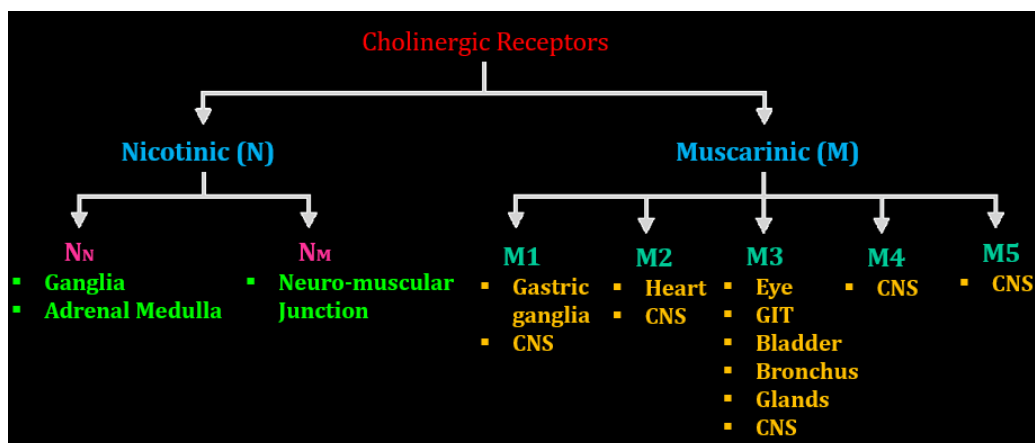 Cholinergic Receptors
Nicotinic (N)
Muscarinic (M)
NN
▪ Ganglia
▪ Adrenal Medulla
NM
▪ Neuro-muscular
Junction
M1
▪ Gastric
ganglia
▪ CNS
M2
▪ Heart
▪ CNS
M3
▪ Eye
▪ GIT
▪ Bladder
▪ Bronchus
▪ Glands
▪ CNS
M4
▪ CNS
M5
▪ CNS